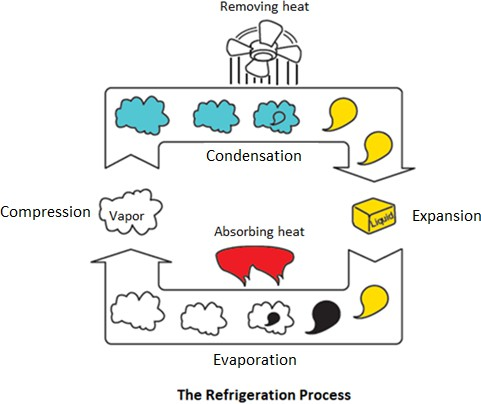 Removing heat
Condensation
Compression
Vapor
Liquid
Expansion
Absorbing heat
Evaporation
The Refrigeration Process